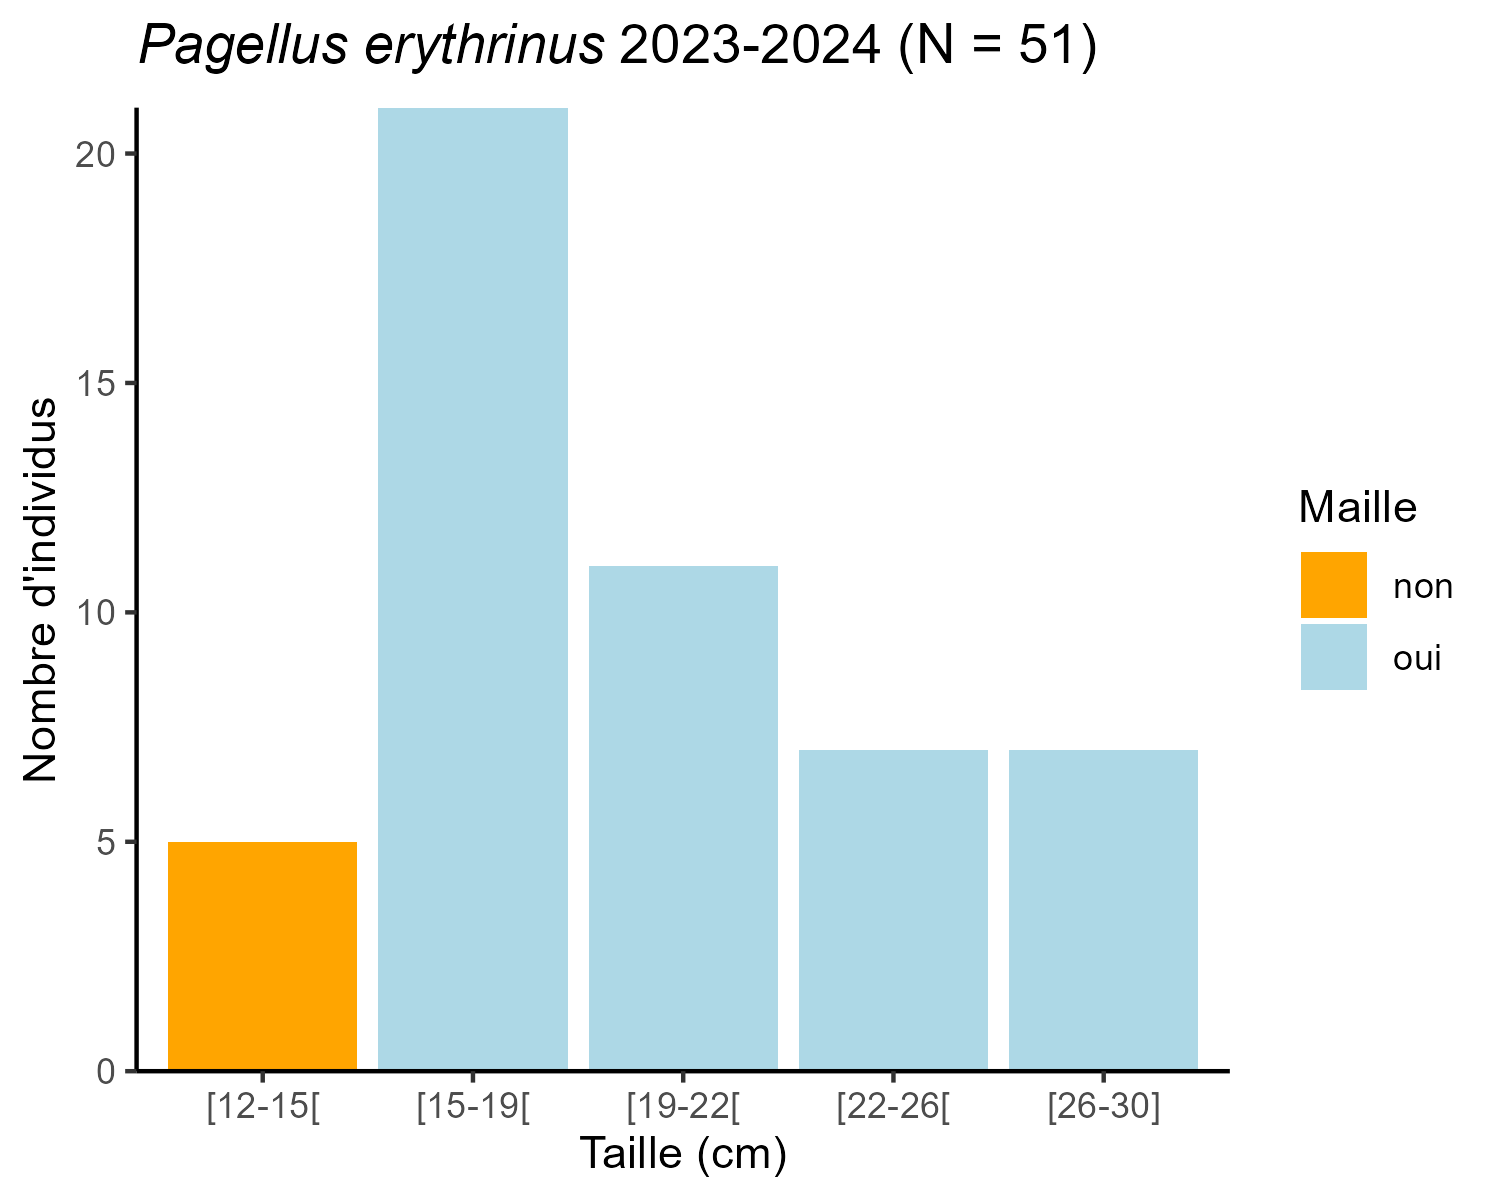 Pagellus erythrinus 2023-2024 (N = 51)
Nombre d'individus
20
15
10
5
0
[12-15[
[15-19[
[19-22[
[22-26[
[26-30]
Taille (cm)
Maille
non
oui